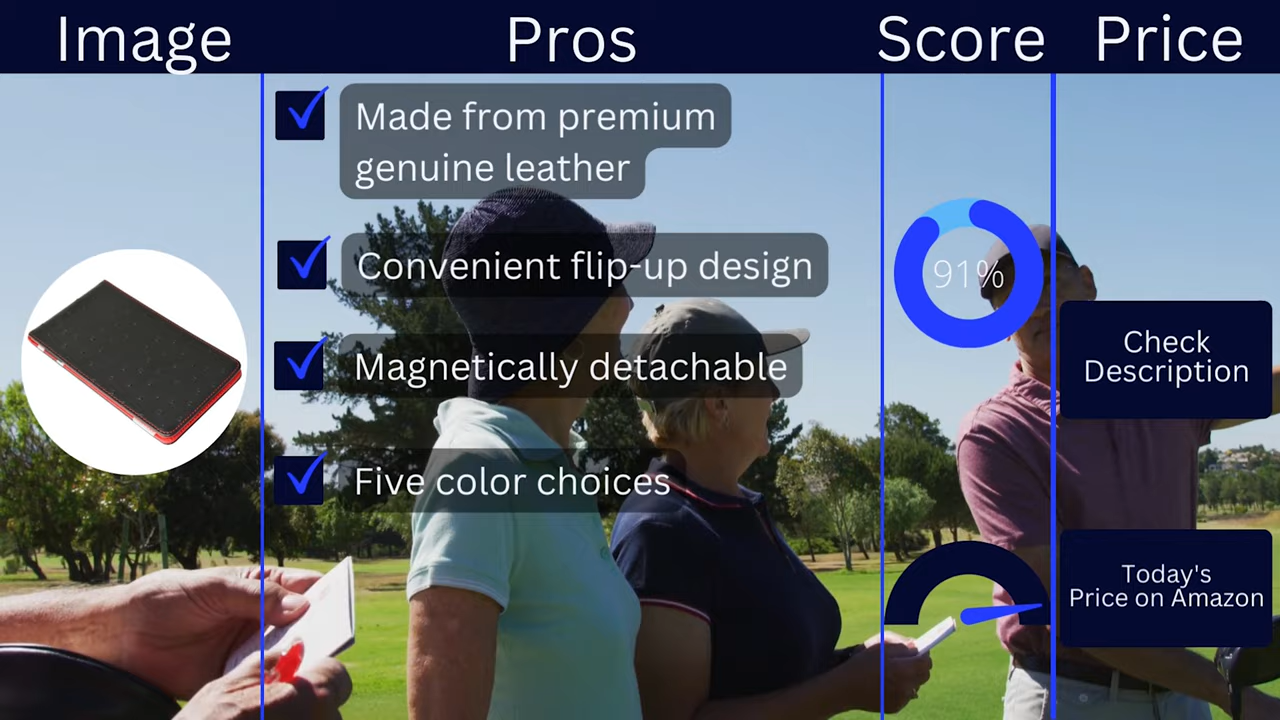 Image
Pros
Score
Price
Made from premium
genuine leather
Convenient flip-up design
Magnetically detachable
Five color choices
91%
Check
Description
Today's
Price on Amazon